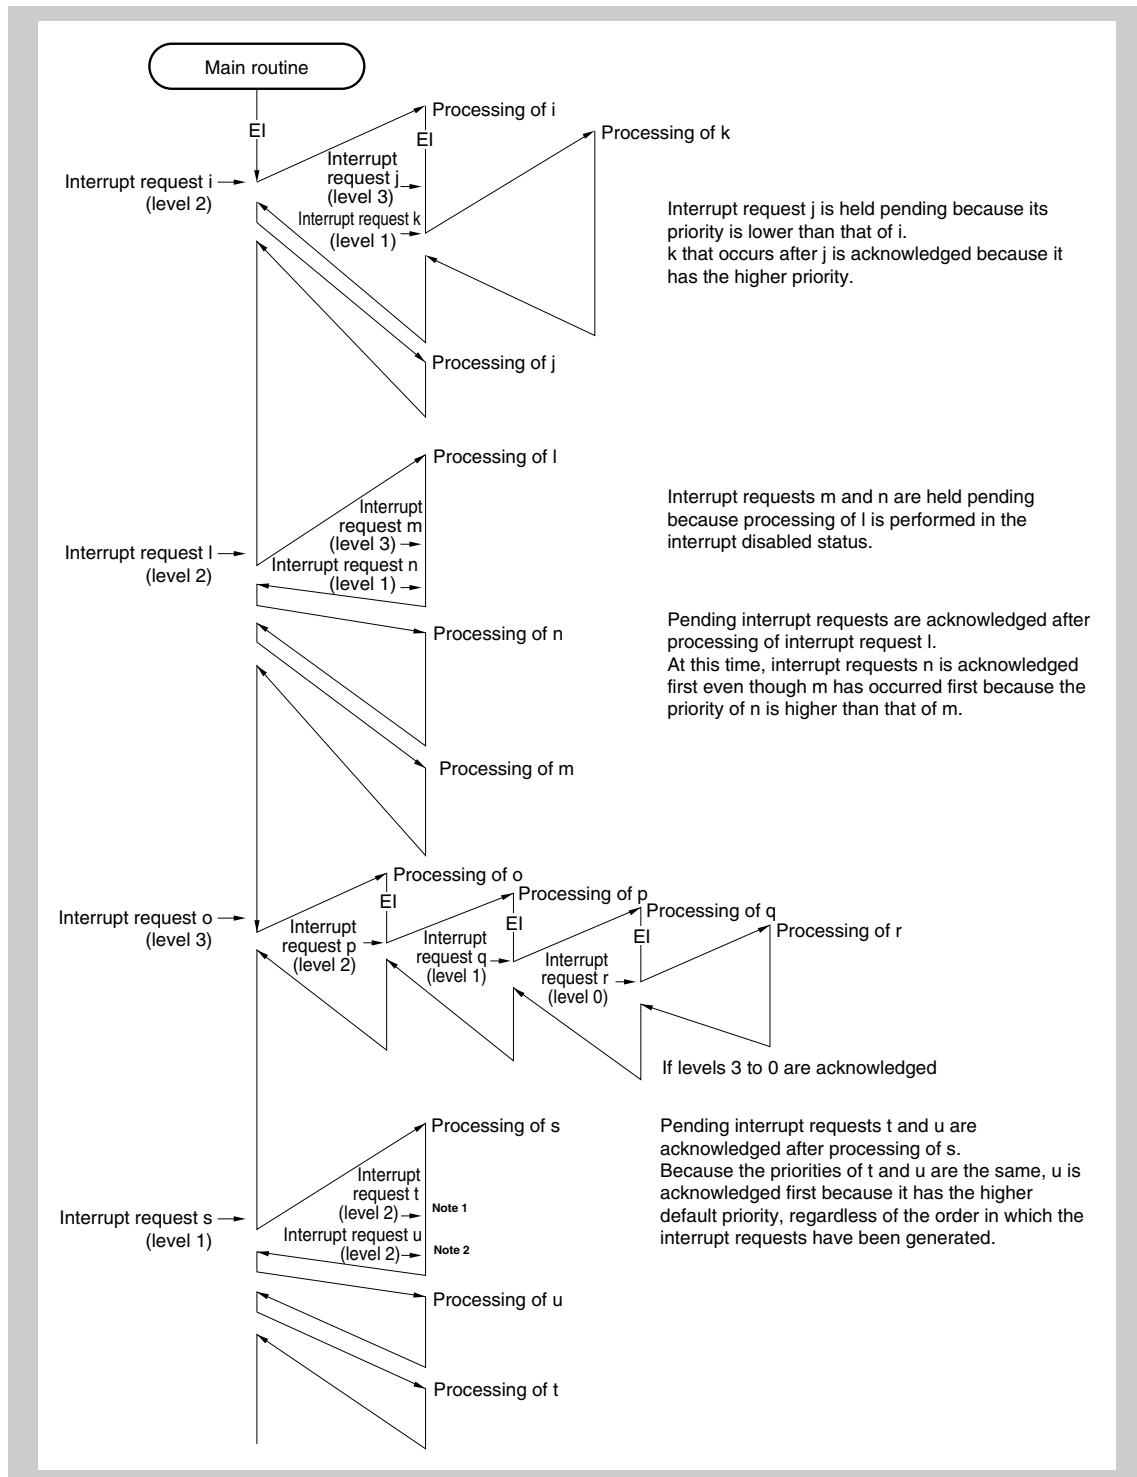 Main routine
EI
Processing of i
EI
Processing of k
Interrupt
request j
(level 3)
Interrupt request i
(level 2)
Interrupt request k
(level 1)
Interrupt request j is held pending because its
priority is lower than that of i.
k that occurs after j is acknowledged because it
has the higher priority.
Processing of j
Processing of l
Interrupt
request m
(level 3)
Interrupt request l
(level 2)
Interrupt request n
(level 1)
Interrupt requests m and n are held pending
because processing of l is performed in the
interrupt disabled status.
Processing of n
Pending interrupt requests are acknowledged after
processing of interrupt request l.
At this time, interrupt requests n is acknowledged
first even though m has occurred first because the
priority of n is higher than that of m.
Processing of m
Processing of o
EI
Processing of p
EI
Processing of q
EI
Processing of r
Interrupt request o
(level 3)
Interrupt
request p
(level 2)
Interrupt
request q
(level 1)
Interrupt
request r
(level 0)
If levels 3 to 0 are acknowledged
Processing of s
Interrupt
request t
(level 2)
Note 1
Interrupt request s
(level 1)
Interrupt request u
(level 2)
Note 2
Pending interrupt requests t and u are
acknowledged after processing of s.
Because the priorities of t and u are the same, u is
acknowledged first because it has the higher
default priority, regardless of the order in which the
interrupt requests have been generated.
Processing of u
Processing of t